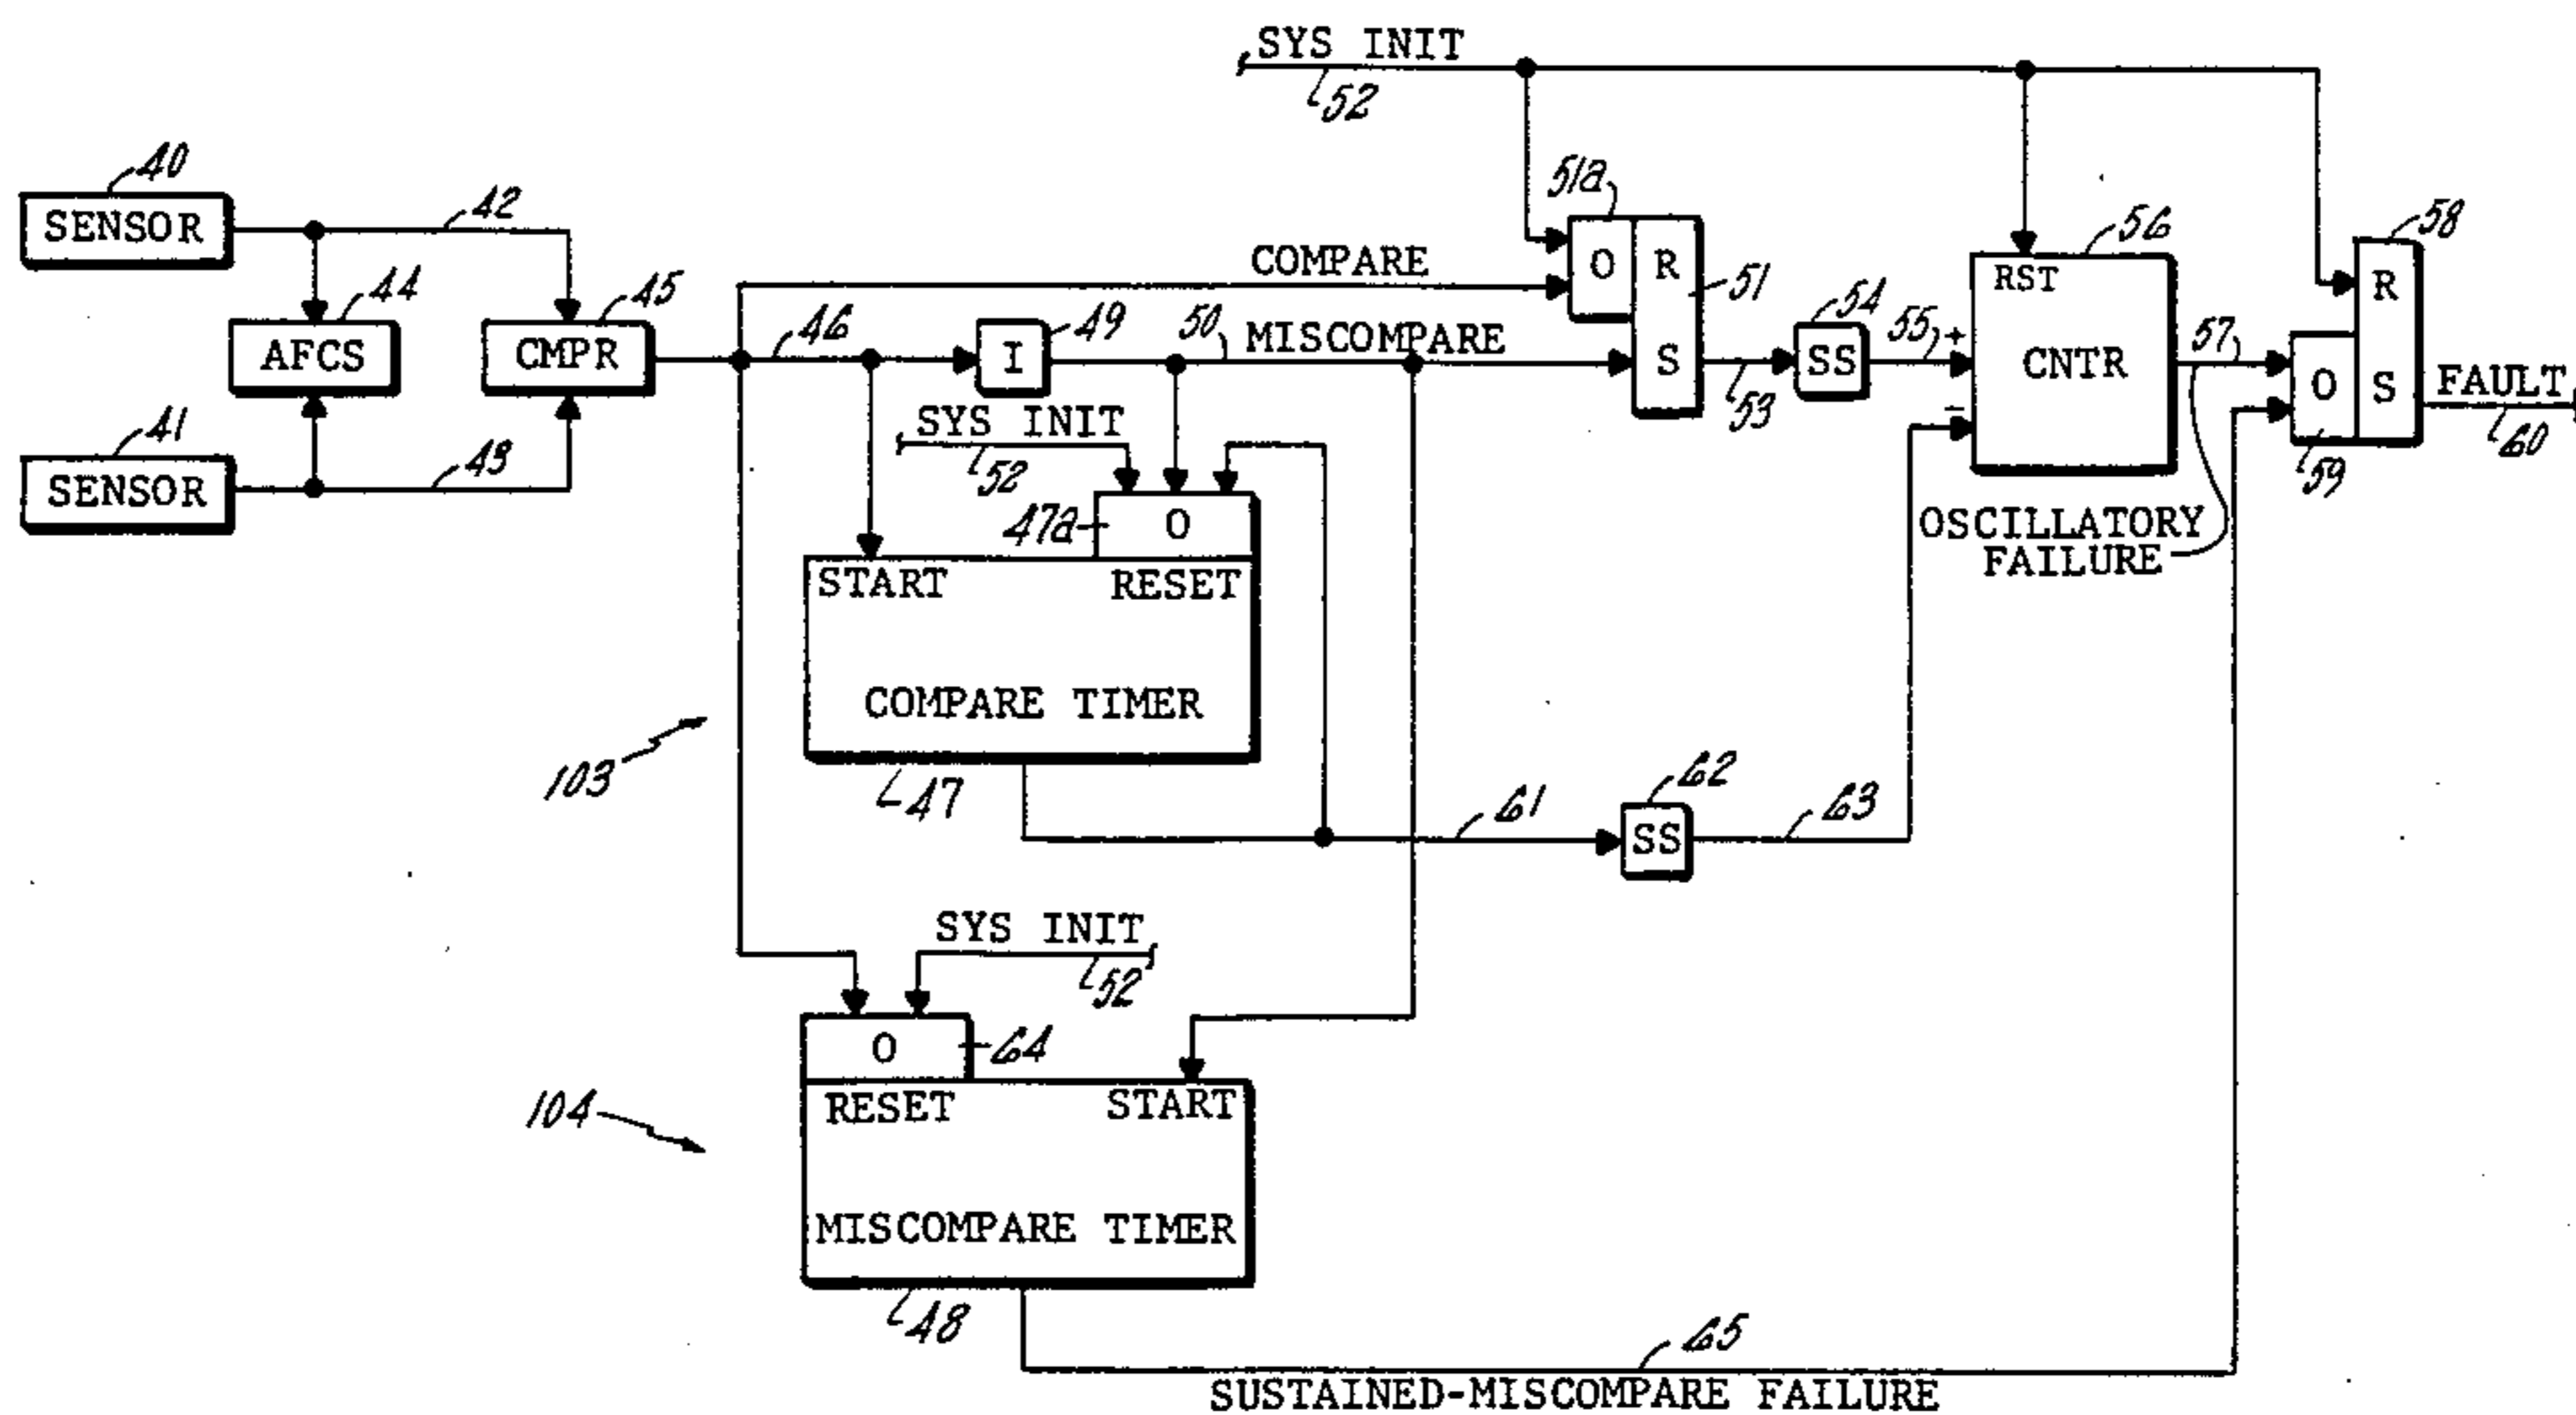 SYS INIT
52
40
SENSOR
42
51a
56
58
44
45
COMPARE
O
R
51
RST
R
AFCS
CMPR
46
I
49
50
MISCOMPARE
S
54
SS
55
+
CNTR
57
O
S
FAULT
41
SENSOR
43
SYS INIT
52
53
-
59
60
47a
O
OSCILLATORY
FAILURE
START
RESET
COMPARE TIMER
103
47
61
62
SS
63
SYS INIT
52
O
64
104
RESET
START
MISCOMPARE TIMER
48
65
SUSTAINED-MISCOMPARE FAILURE